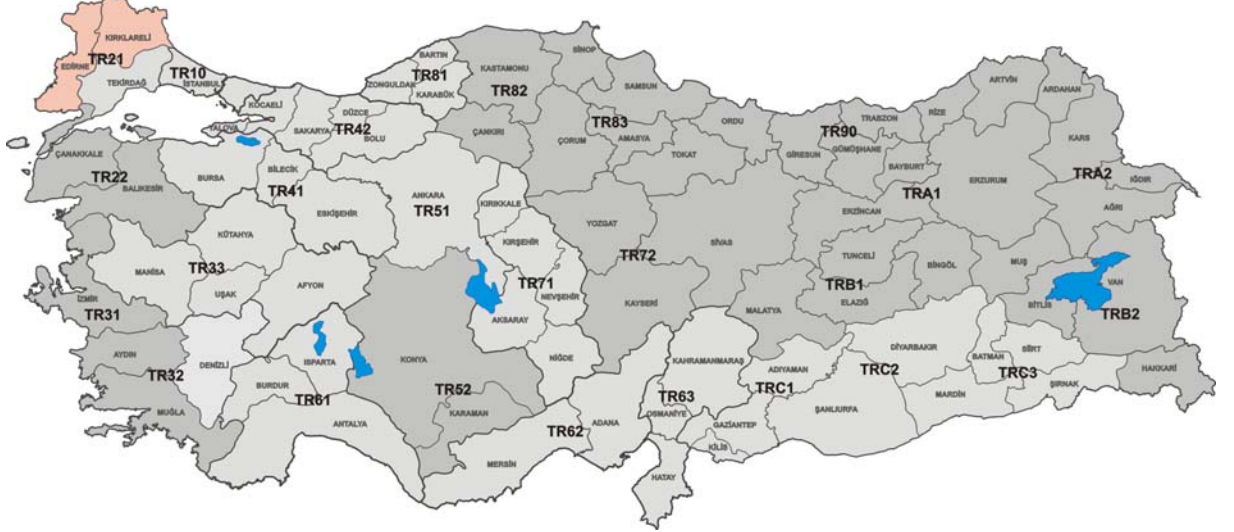 KIRKLARELİ
EDİRNE
TR21
TEKİRDAĞ
TR10
İSTANBUL
KOCAELİ
YALOVA
SAKARYA
DÜZCE
TR42
BOLU
ZONGULDAK
BARTIN
TR81
KARABÜK
KASTAMONU
TR82
SİNOP
ÇANKIRI
SAMSUN
TR83
ÇORUM
AMASYA
TOKAT
ORDU
GİRESUN
TR90
TRABZON
GÜMÜŞHANE
RİZE
BAYBURT
ARTVİN
ARDAHAN
KARS
TRA2
IĞDIR
AĞRI
ERZURUM
TRA1
ERZİNCAN
ÇANAKKALE
TR22
BALIKESİR
BURSA
BİLECİK
TR41
ESKİŞEHİR
ANKARA
TR51
KIRIKKALE
KIRŞEHİR
YOZGAT
TR72
SİVAS
KAYSERİ
KÜTAHYA
MANİSA
TR33
UŞAK
AFYON
İZMİR
TR31
AYDIN
TR32
DENİZLİ
MUĞLA
ISPARTA
BURDUR
TR61
ANTALYA
KONYA
TR52
KARAMAN
TR71
NEVŞEHİR
AKSARAY
NİĞDE
MERSİN
TR62
ADANA
KAHRAMANMARAŞ
TR63
OSMANİYE
HATAY
GAZİANTEP
KİLİS
ADIYAMAN
TRC1
ŞANLIURFA
MALATYA
TUNCELİ
TRB1
ELAZIĞ
BİNGÖL
MUŞ
BİTLİS
VAN
TRB2
HAKKARİ
DİYARBAKIR
TRC2
BATMAN
SİİRT
TRC3
ŞIRNAK
MARDİN